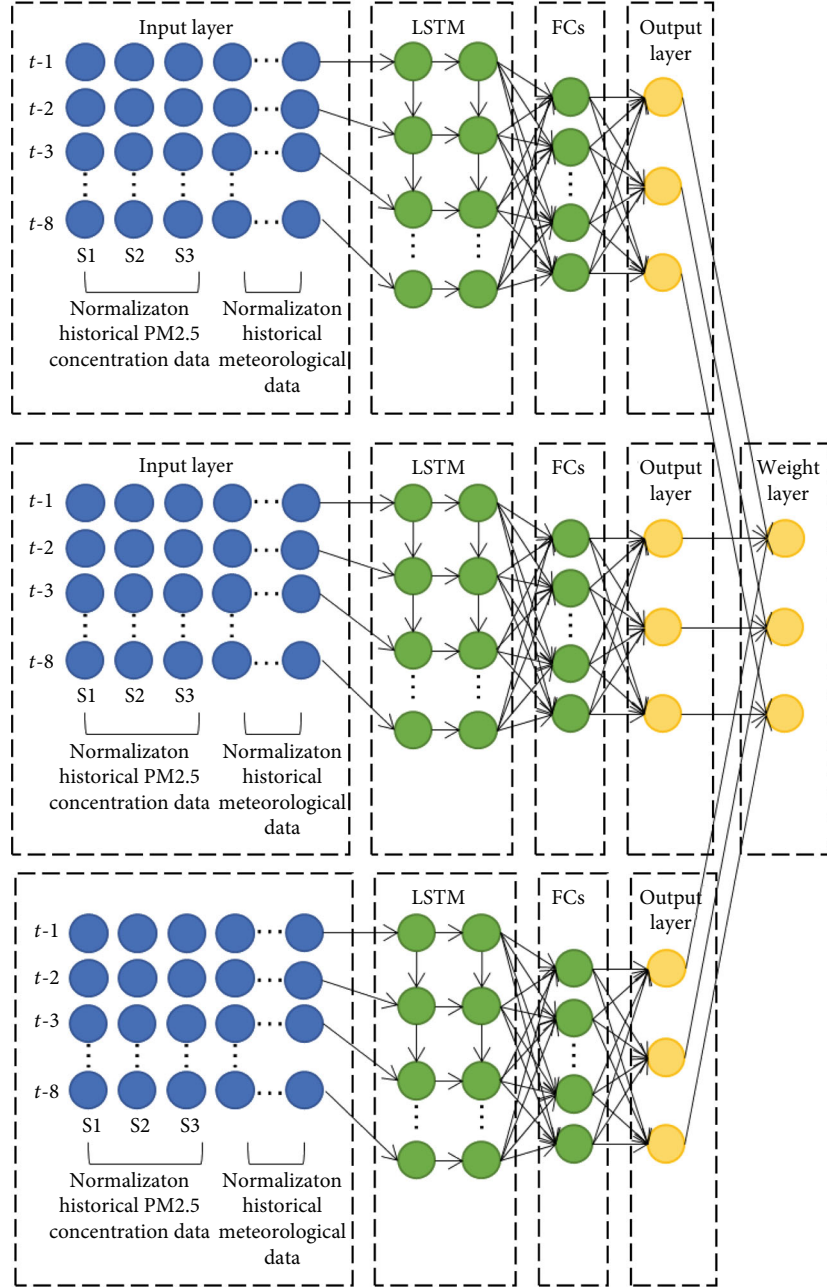 Input layer
LSTM
FCs
Output
layer
t-1
t-2
t-3
t-8
S1 S2 S3
Normalizaton
historical PM2.5
concentration data
Normalizaton
historical
meteorological
data
Input layer
LSTM
FCs
Output
layer
Weight
layer
t-1
t-2
t-3
t-8
S1 S2 S3
Normalizaton
historical PM2.5
concentration data
Normalizaton
historical
meteorological
data
LSTM
FCs
Output
layer
t-1
t-2
t-3
t-8
S1 S2 S3
Normalizaton
historical PM2.5
concentration data
Normalizaton
historical
meteorological
data